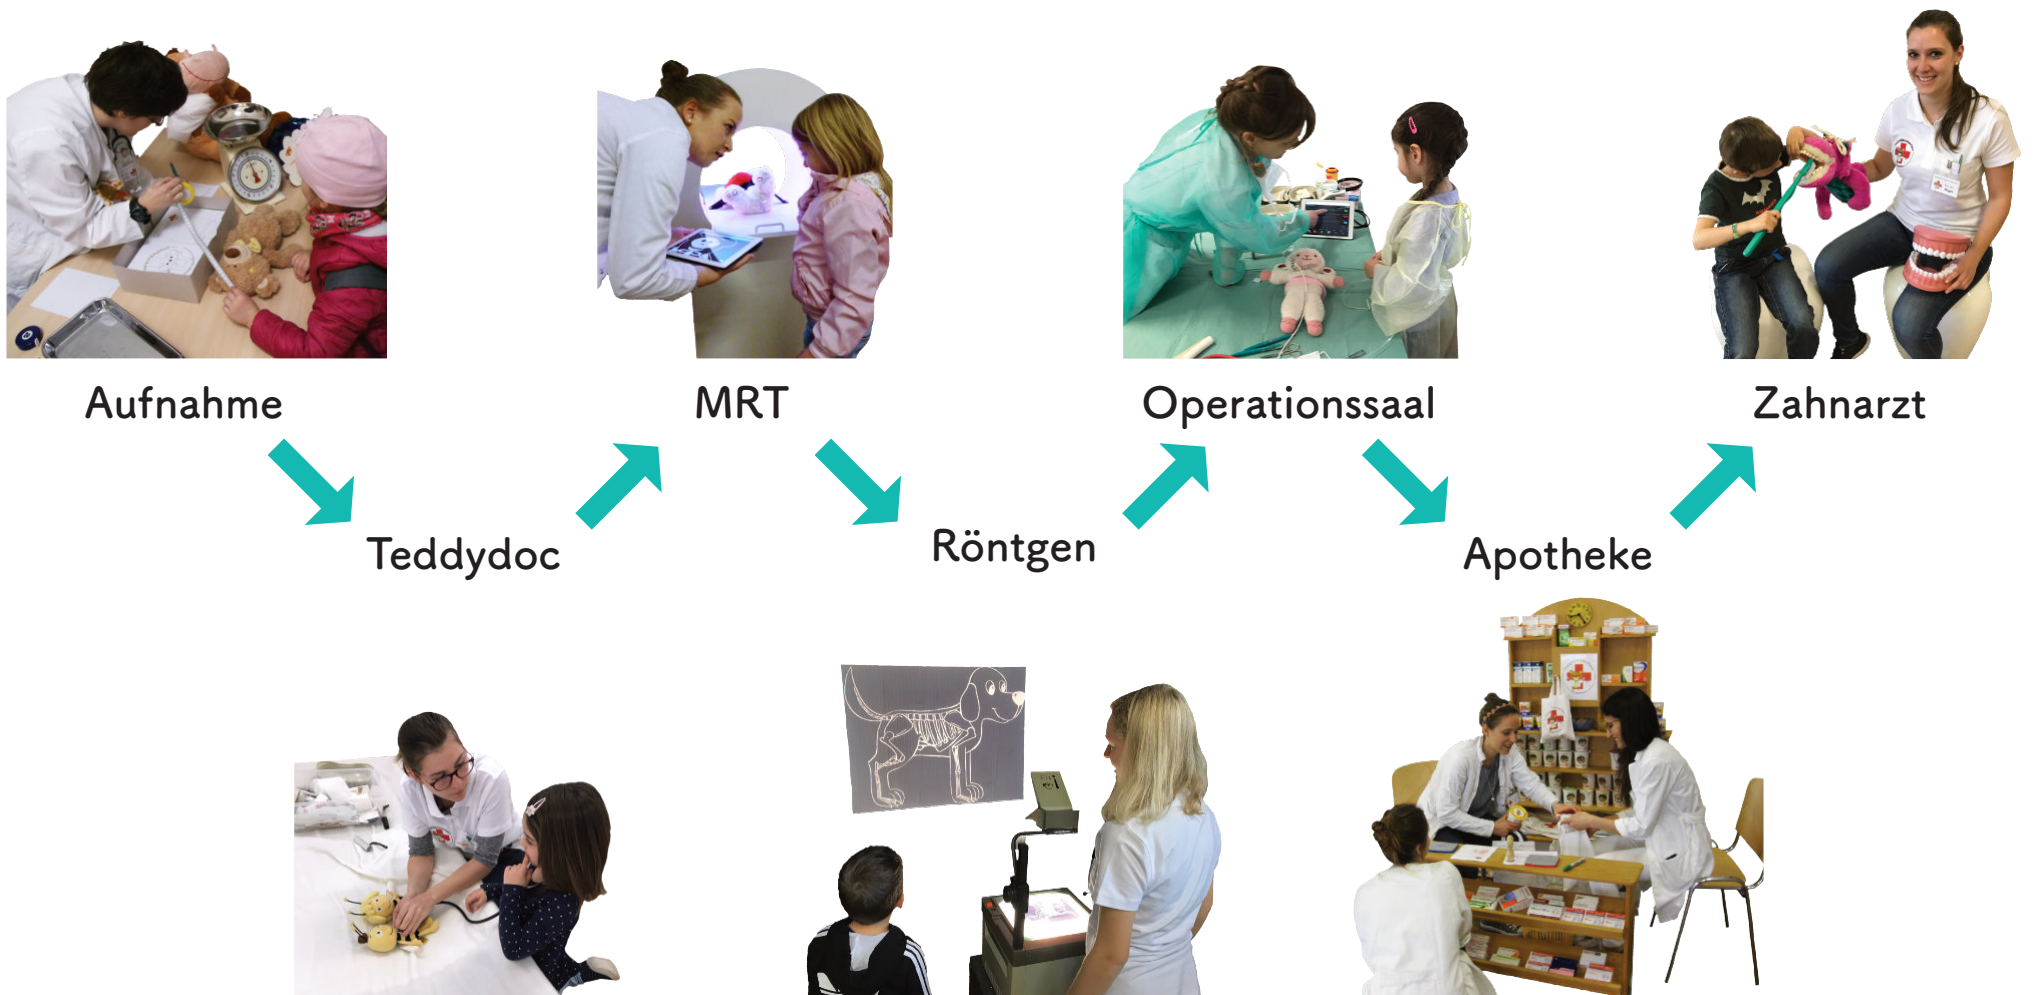 Aufnahme
MRT
Operationssaal
Zahnarzt
Teddydoc
Röntgen
Apotheke